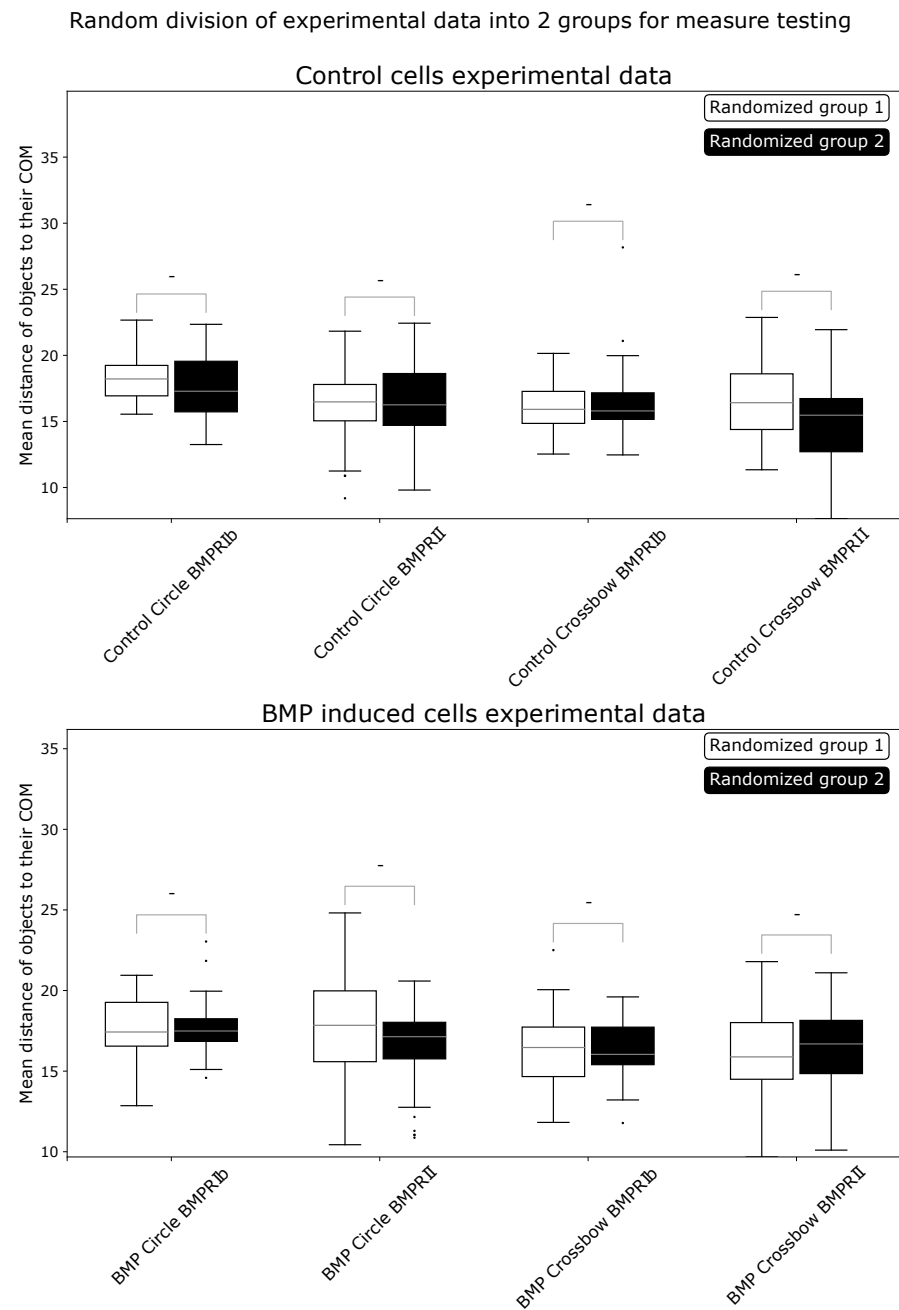 Random division of experimental data into 2 groups for measure testing
Control cells experimental data
Randomized group 1
Randomized group 2
Mean distance of objects to their COM
35
30
25
20
15
10
-
-
-
-
Control Circle BMPRIb
Control Circle BMPRII
Control Crossbow BMPRIb
Control Crossbow BMPRII
BMP induced cells experimental data
Randomized group 1
Randomized group 2
Mean distance of objects to their COM
35
30
25
20
15
10
-
-
-
-
BMP Circle BMPRIb
BMP Circle BMPRII
BMP Crossbow BMPRIb
BMP Crossbow BMPRII